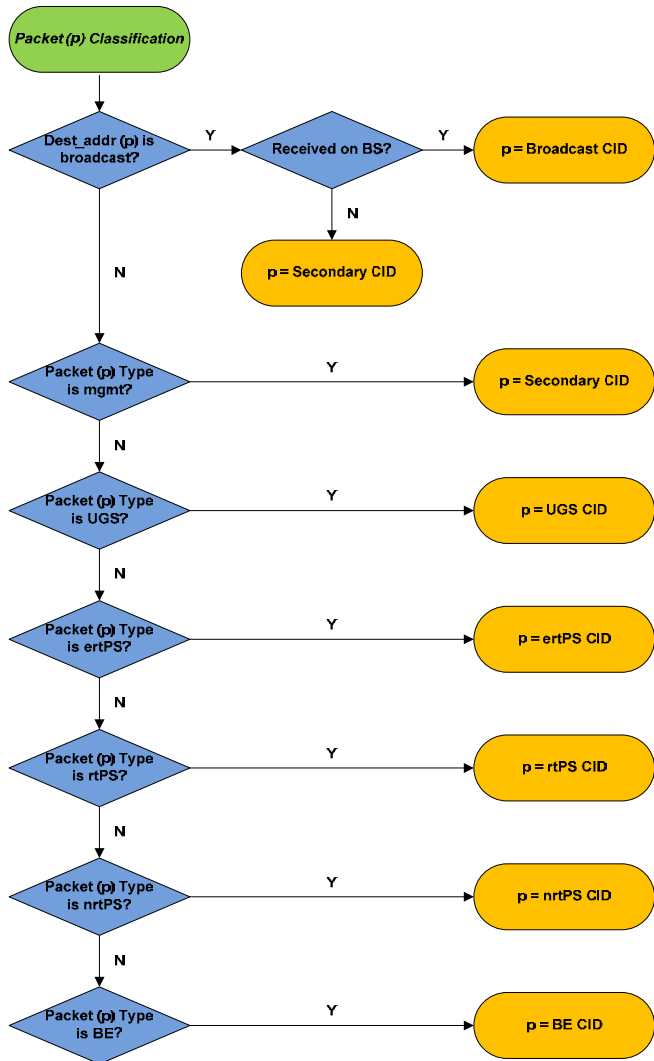 Packet (p) Classification
Dest_addr (p) is
broadcast?
Y
Received on BS?
Y
p = Broadcast CID
N
p = Secondary CID
N
Packet (p) Type
is mgmt?
Y
p = Secondary CID
N
Packet (p) Type
is UGS?
Y
p = UGS CID
N
Packet (p) Type
is ertPS?
Y
p = ertPS CID
N
Packet (p) Type
is rtPS?
Y
p = rtPS CID
N
Packet (p) Type
is nrtPS?
Y
p = nrtPS CID
N
Packet (p) Type
is BE?
Y
p = BE CID